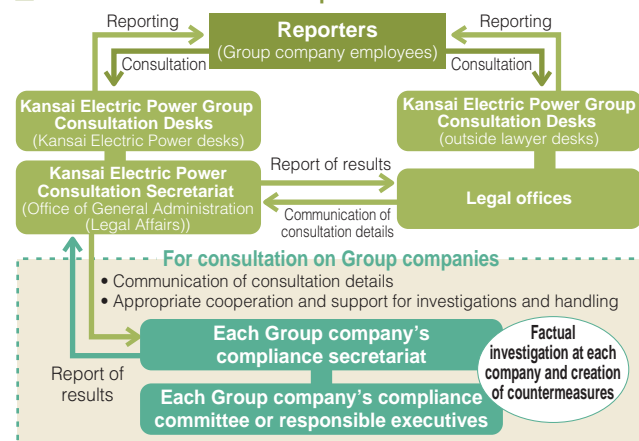 Reporting
Reporters
(Group company employees)
Reporting
Consultation
Consultation
Kansai Electric Power Group
Consultation Desks
(Kansai Electric Power desks)
Kansai Electric Power Group
Consultation Desks
(outside lawyer desks)
Kansai Electric Power
Consultation Secretariat
(Office of General Administration
(Legal Affairs))
Report of results
Communication of
consultation details
Legal offices
For consultation on Group companies
• Communication of consultation details
• Appropriate cooperation and support for investigations and handling
Each Group company's
compliance secretariat
Factual
investigation at each
company and creation
of countermeasures
Report of
results
Each Group company's compliance
committee or responsible executives